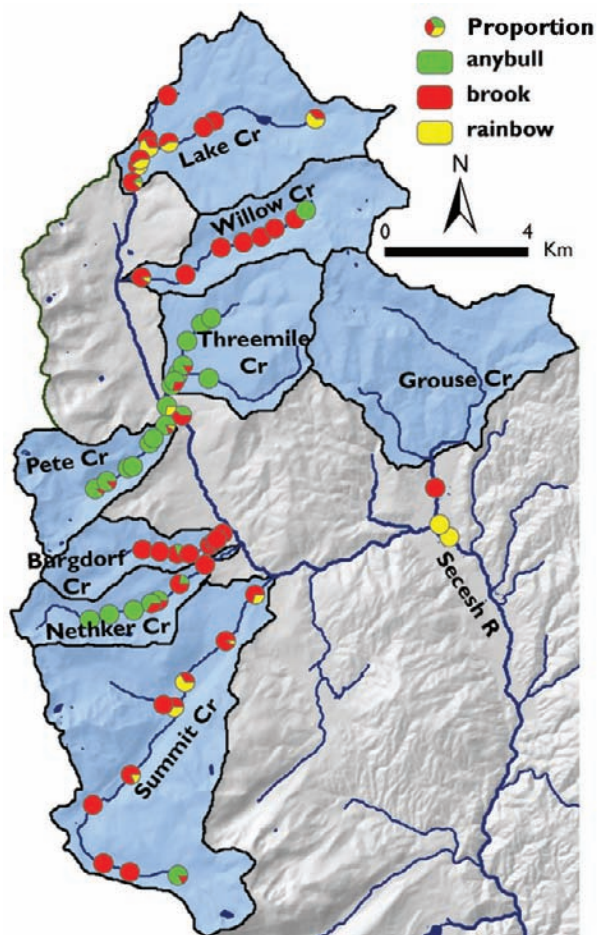 Proportion
anybull
brook
rainbow
N
0 4
Km
Lake Cr
Willow Cr
Threemile
Cr
Grouse Cr
Pete Cr
Burgdorf
Cr
Nethker Cr
Secesh R
Summit Cr